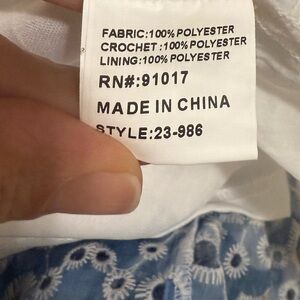 FABRIC:100% POLYESTER
CROCHET :100% POLYESTER
LINING:100% POLYESTER
RN#:91017
MADE IN CHINA
STYLE:23-986